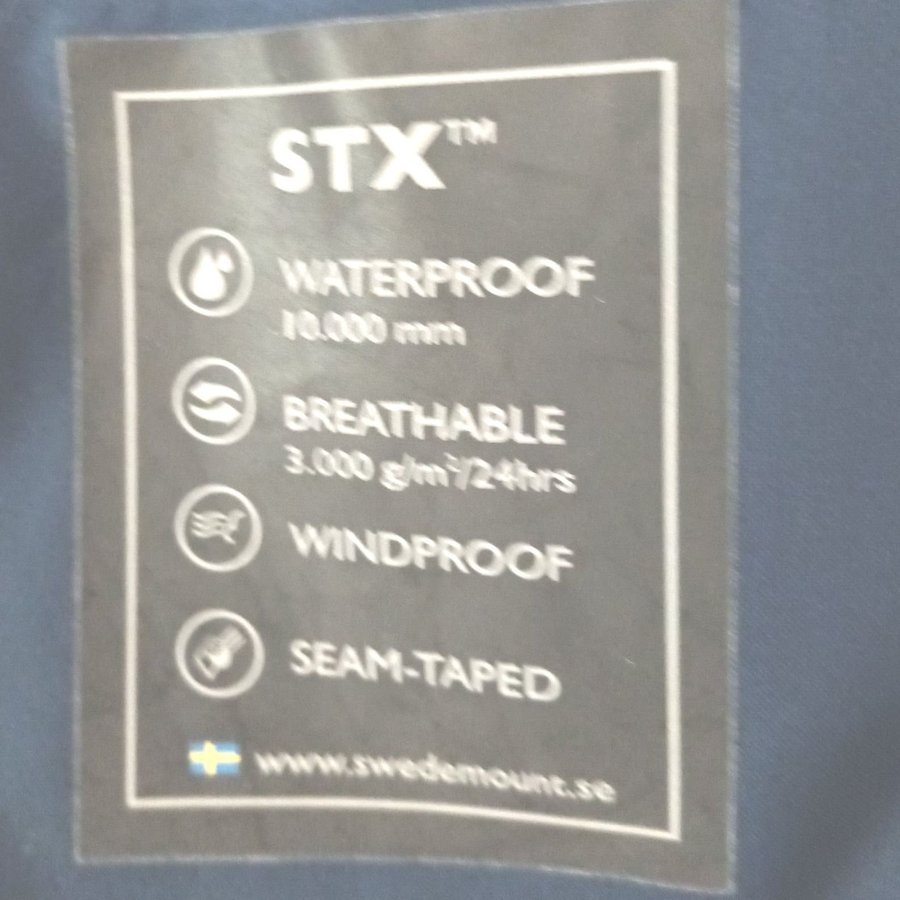 STX™
WATERPROOF
10.000 mm
BREATHABLE
3.000 g/m²/24hrs
WINDPROOF
SEAM-TAPED
www.swedemount.se